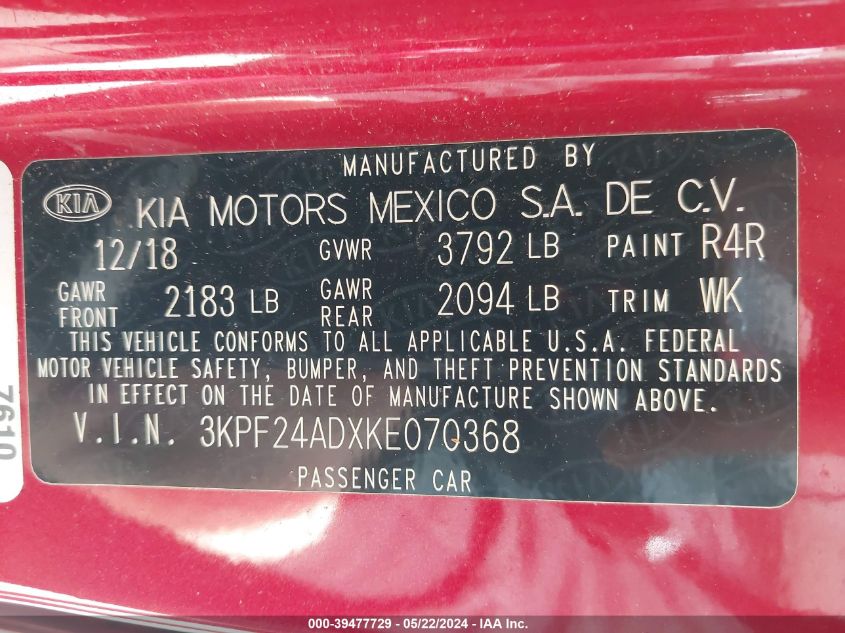 MANUFACTURED BY
KIA KIA MOTORS MEXICO S.A. DE C.V.
12/18 GVWR 3792 LB PAINT R4R
GAWR FRONT 2183 LB GAWR REAR 2094 LB TRIM WK
THIS VEHICLE CONFORMS TO ALL APPLICABLE U.S.A. FEDERAL
MOTOR VEHICLE SAFETY, BUMPER, AND THEFT PREVENTION STANDARDS
IN EFFECT ON THE DATE OF MANUFACTURE SHOWN ABOVE.
V.I.N. 3KPF24ADXKE070368
PASSENGER CAR
7610
000-39477729 - 05/22/2024 - IAA Inc.